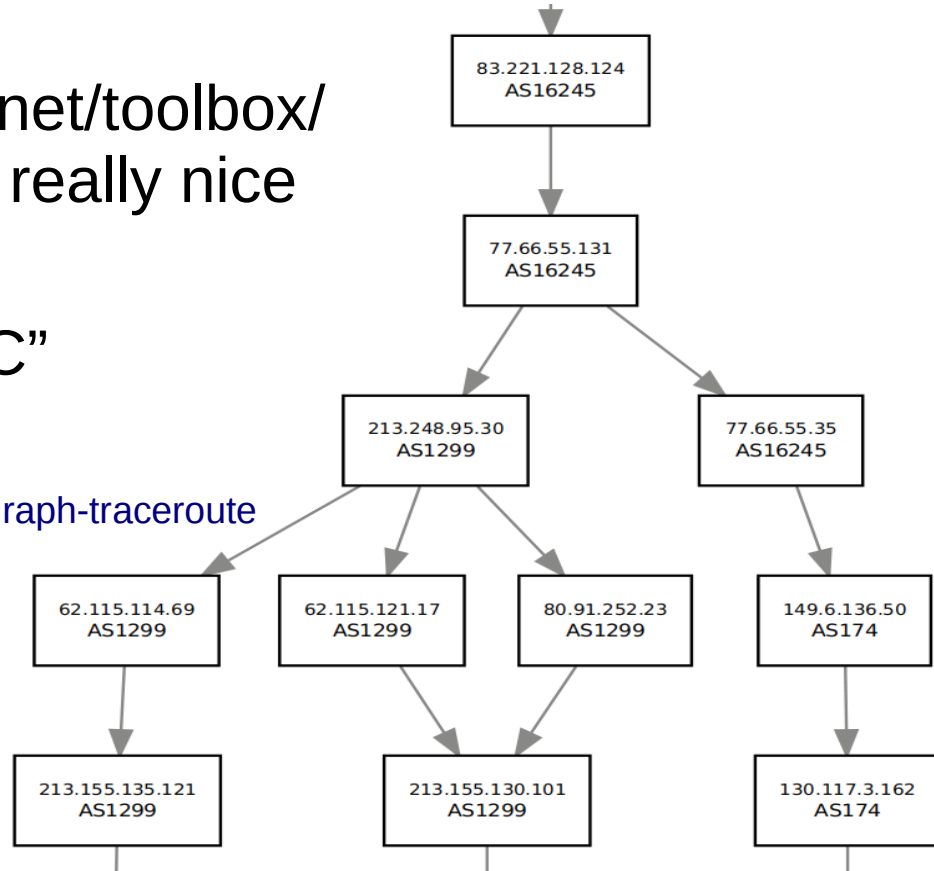 net/toolbox/
really nice
C”
raph-traceroute
83.221.128.124
AS16245
77.66.55.131
AS16245
213.248.95.30
AS1299
77.66.55.35
AS16245
62.115.114.69
AS1299
62.115.121.17
AS1299
80.91.252.23
AS1299
149.6.136.50
AS174
213.155.135.121
AS1299
213.155.130.101
AS1299
130.117.3.162
AS174